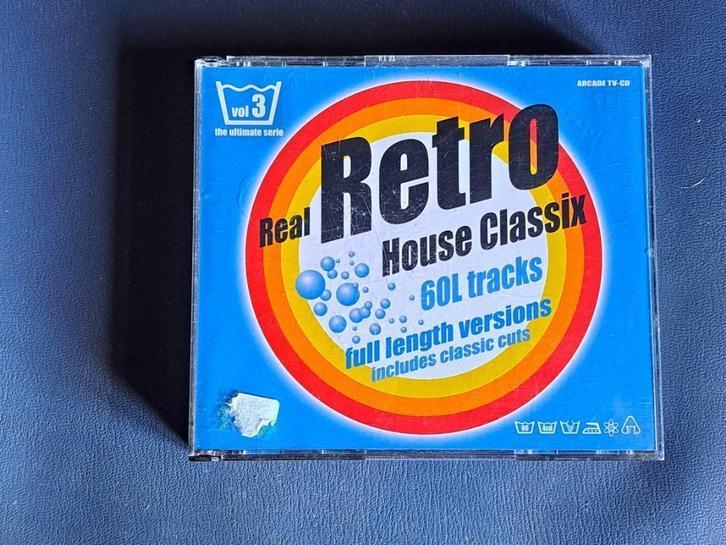 vol 3
the ultimate serie
ARCADE TV-CD
Real Retro
House Classix
60L tracks
full length versions
includes classic cuts